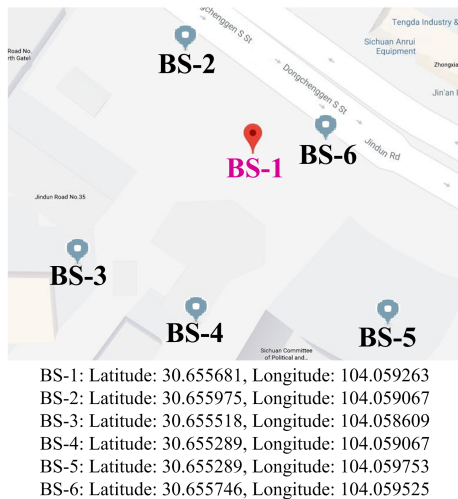 Tengda Industry &
Dongchenggen S St
Sichuan Anrui
Equipment
Road No.
rth Gate)
BS-2
Zhongxia
Dongchenggen S St
Jin'an
BS-6
Jindun Rd
BS-1
Jindun Road No.35
BS-3
BS-4
BS-5
Sichuan Committee
of Political and...
BS-1: Latitude: 30.655681, Longitude: 104.059263
BS-2: Latitude: 30.655975, Longitude: 104.059067
BS-3: Latitude: 30.655518, Longitude: 104.058609
BS-4: Latitude: 30.655289, Longitude: 104.059067
BS-5: Latitude: 30.655289, Longitude: 104.059753
BS-6: Latitude: 30.655746, Longitude: 104.059525